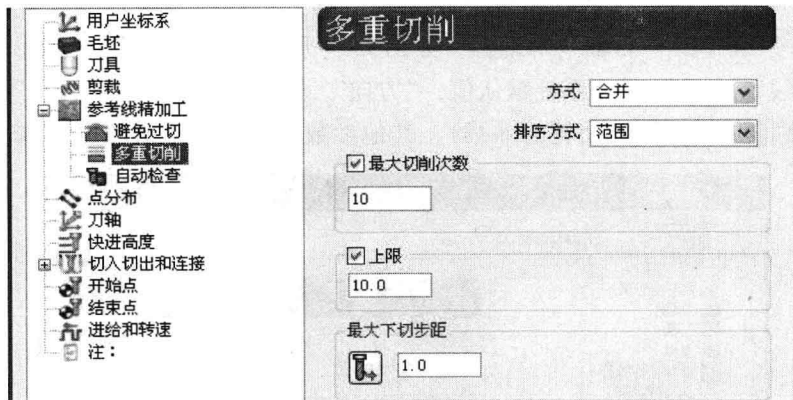 用户坐标系
毛坯
刀具
剪裁
参考线精加工
避免过切
多重切削
自动检查
点分布
刀轴
快进高度
切入切出和连接
开始点
结束点
进给和转速
注：
多重切削
方式 合并
排序方式 范围
最大切削次数
10
上限
10.0
最大下切步距
1.0